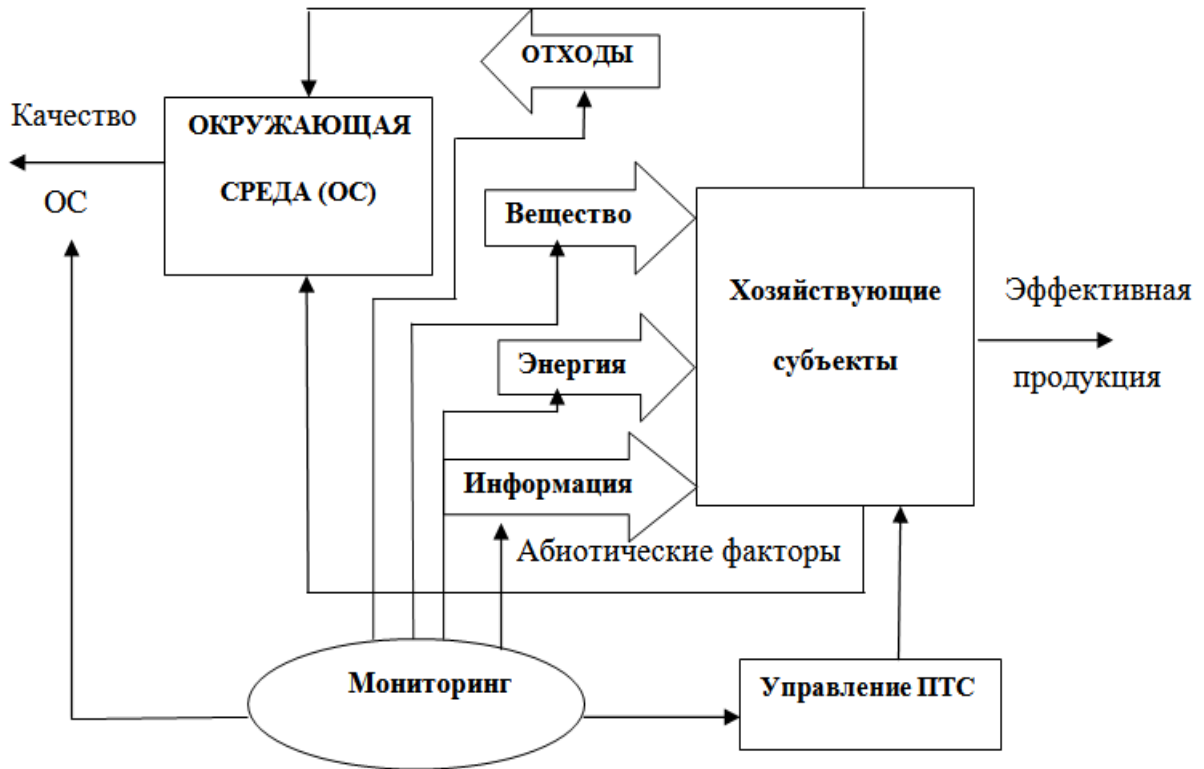 ОТХОДЫ
Качество
ОС
ОКРУЖАЮЩАЯ
СРЕДА (ОС)
Вещество
Энергия
Информация
Хозяйствующие
субъекты
Эффективная
продукция
Абиотические факторы
Мониторинг
Управление ПТС